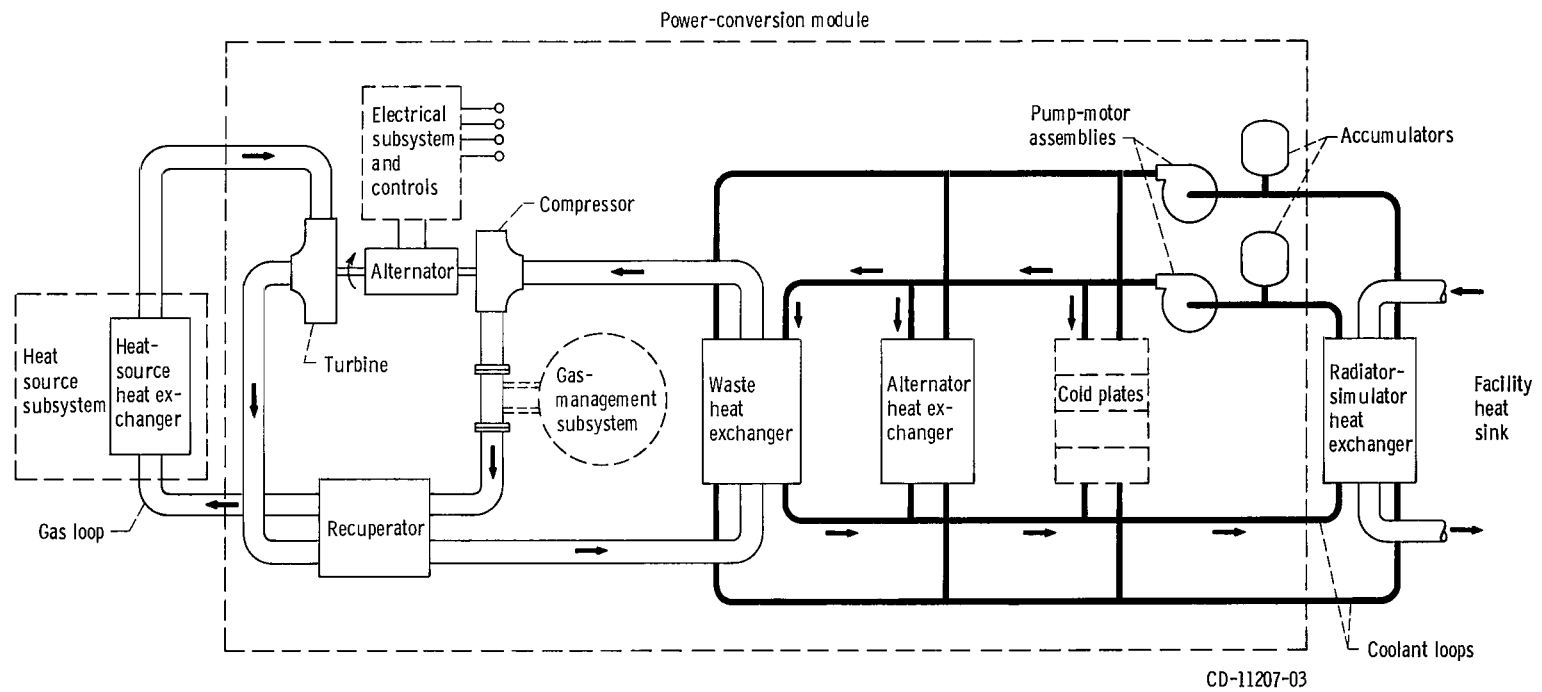 Power-conversion module
Electrical
subsystem
and
controls
Pump-motor
assemblies
Accumulators
Compressor
Alternator
Turbine
Heat
source
subsystem
Heat-
source
heat ex-
changer
Gas-
management
subsystem
Waste
heat
exchanger
Alternator
heat ex-
changer
Cold plates
Radiator-
simulator
heat
exchanger
Facility
heat
sink
Gas loop
Recuperator
Coolant loops
CD-11207-03